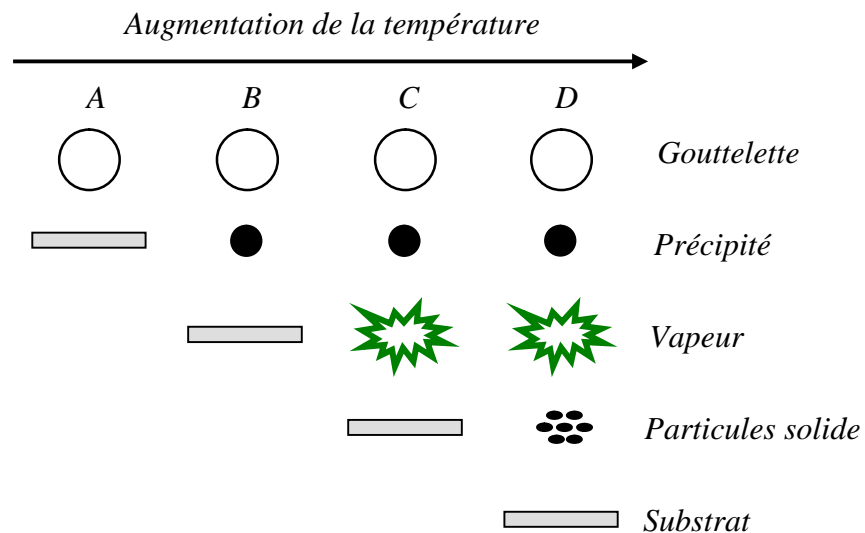 Augmentation de la température
A B C D
Gouttelette
Précipité
Vapeur
Particules solide
Substrat